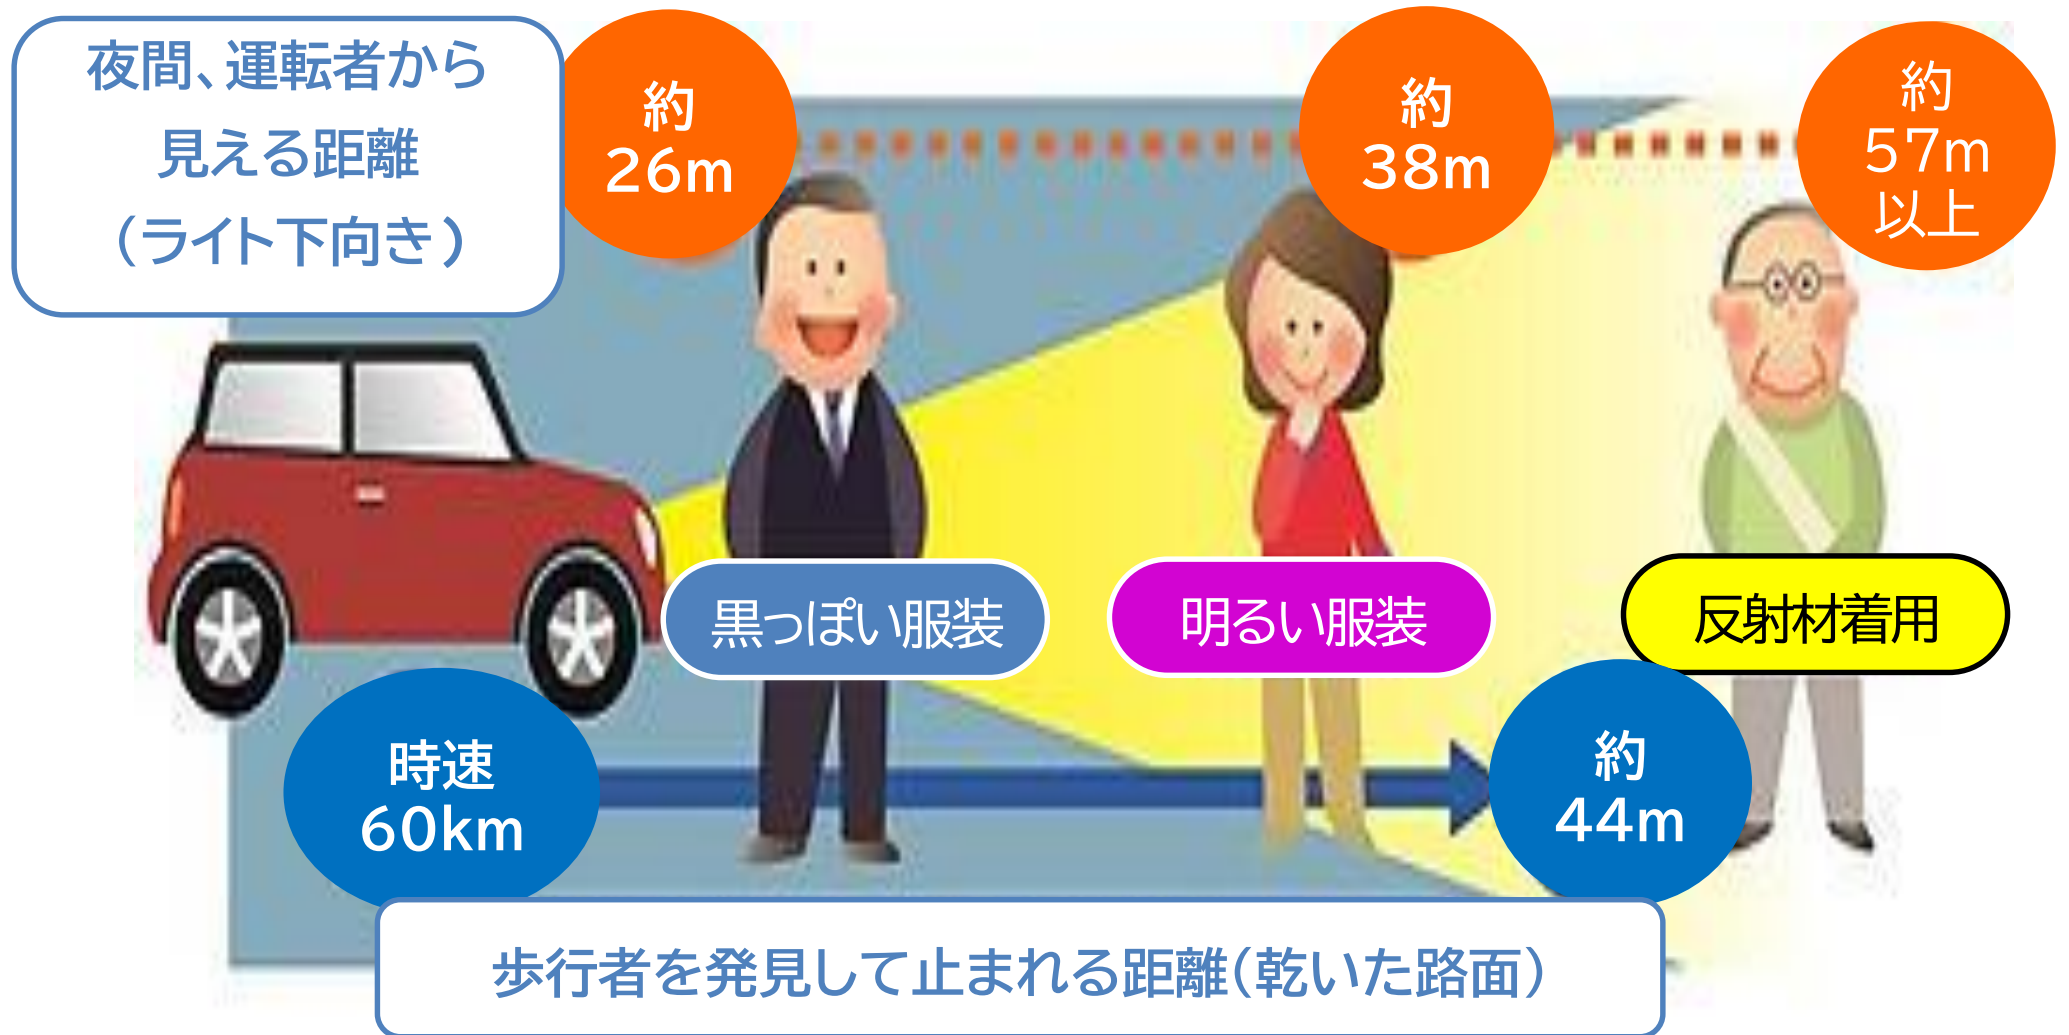 夜間、運転者から
見える距離
（ライト下向き）
約
26m
約
38m
約
57m
以上
黒っぽい服装
明るい服装
反射材着用
時速
60km
約
44m
歩行者を発見して止まれる距離（乾いた路面）